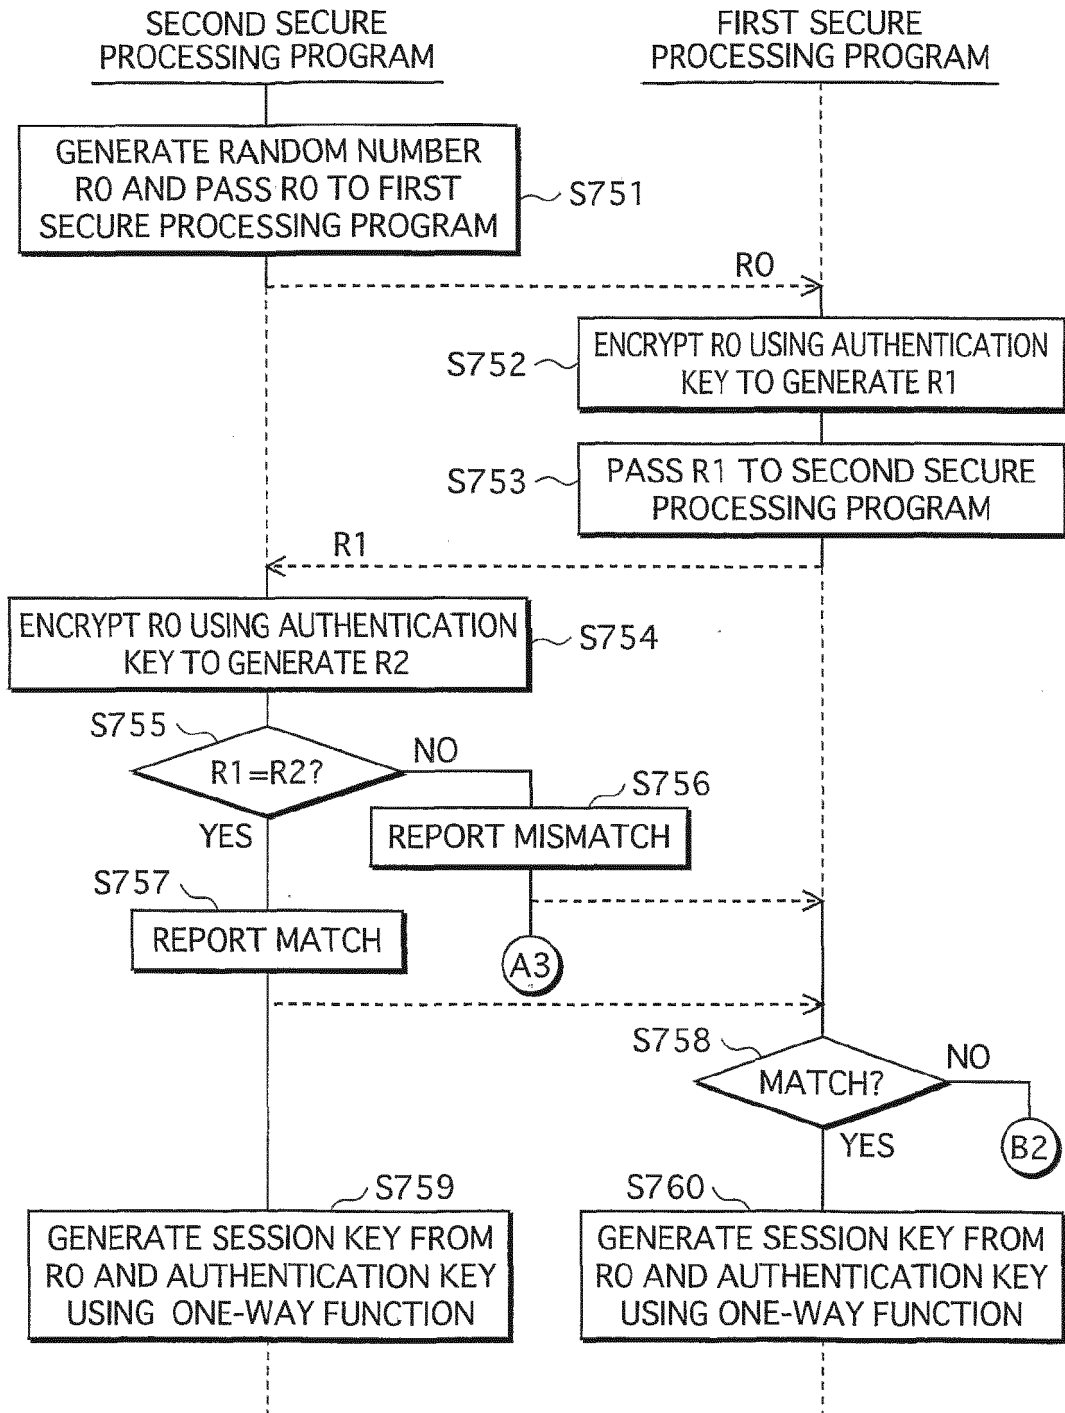 SECOND SECURE
PROCESSING PROGRAM
FIRST SECURE
PROCESSING PROGRAM
GENERATE RANDOM NUMBER
R0 AND PASS R0 TO FIRST
SECURE PROCESSING PROGRAM
S751
R0
S752
ENCRYPT R0 USING AUTHENTICATION
KEY TO GENERATE R1
S753
PASS R1 TO SECOND SECURE
PROCESSING PROGRAM
R1
ENCRYPT R0 USING AUTHENTICATION
KEY TO GENERATE R2
S754
S755
R1=R2?
NO
YES
S756
REPORT MISMATCH
S757
REPORT MATCH
A3
S758
MATCH?
NO
YES
B2
S759
GENERATE SESSION KEY FROM
R0 AND AUTHENTICATION KEY
USING ONE-WAY FUNCTION
S760
GENERATE SESSION KEY FROM
R0 AND AUTHENTICATION KEY
USING ONE-WAY FUNCTION